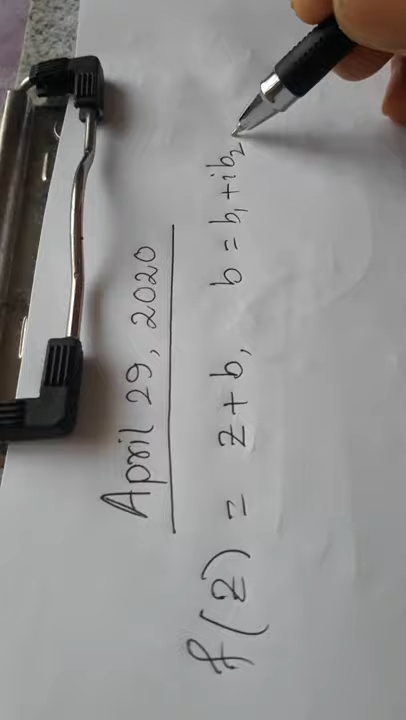 April 29, 2020
f(z) = z + b, b = b₁ + ib₂